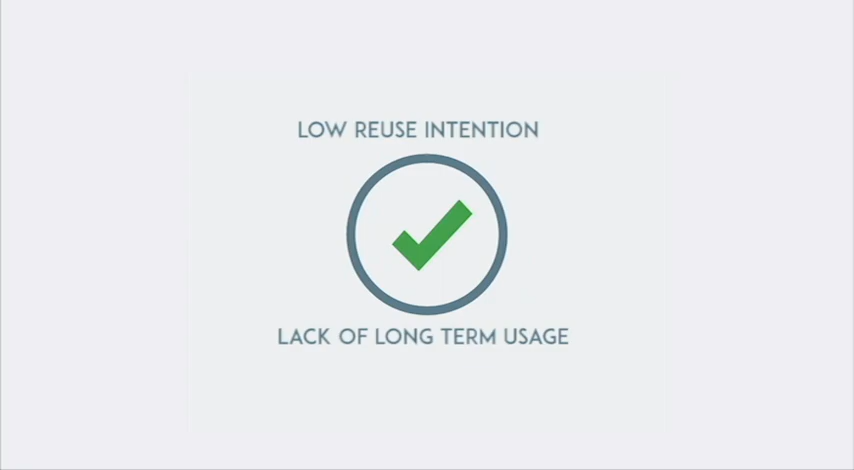 LOW REUSE INTENTION
LACK OF LONG TERM USAGE